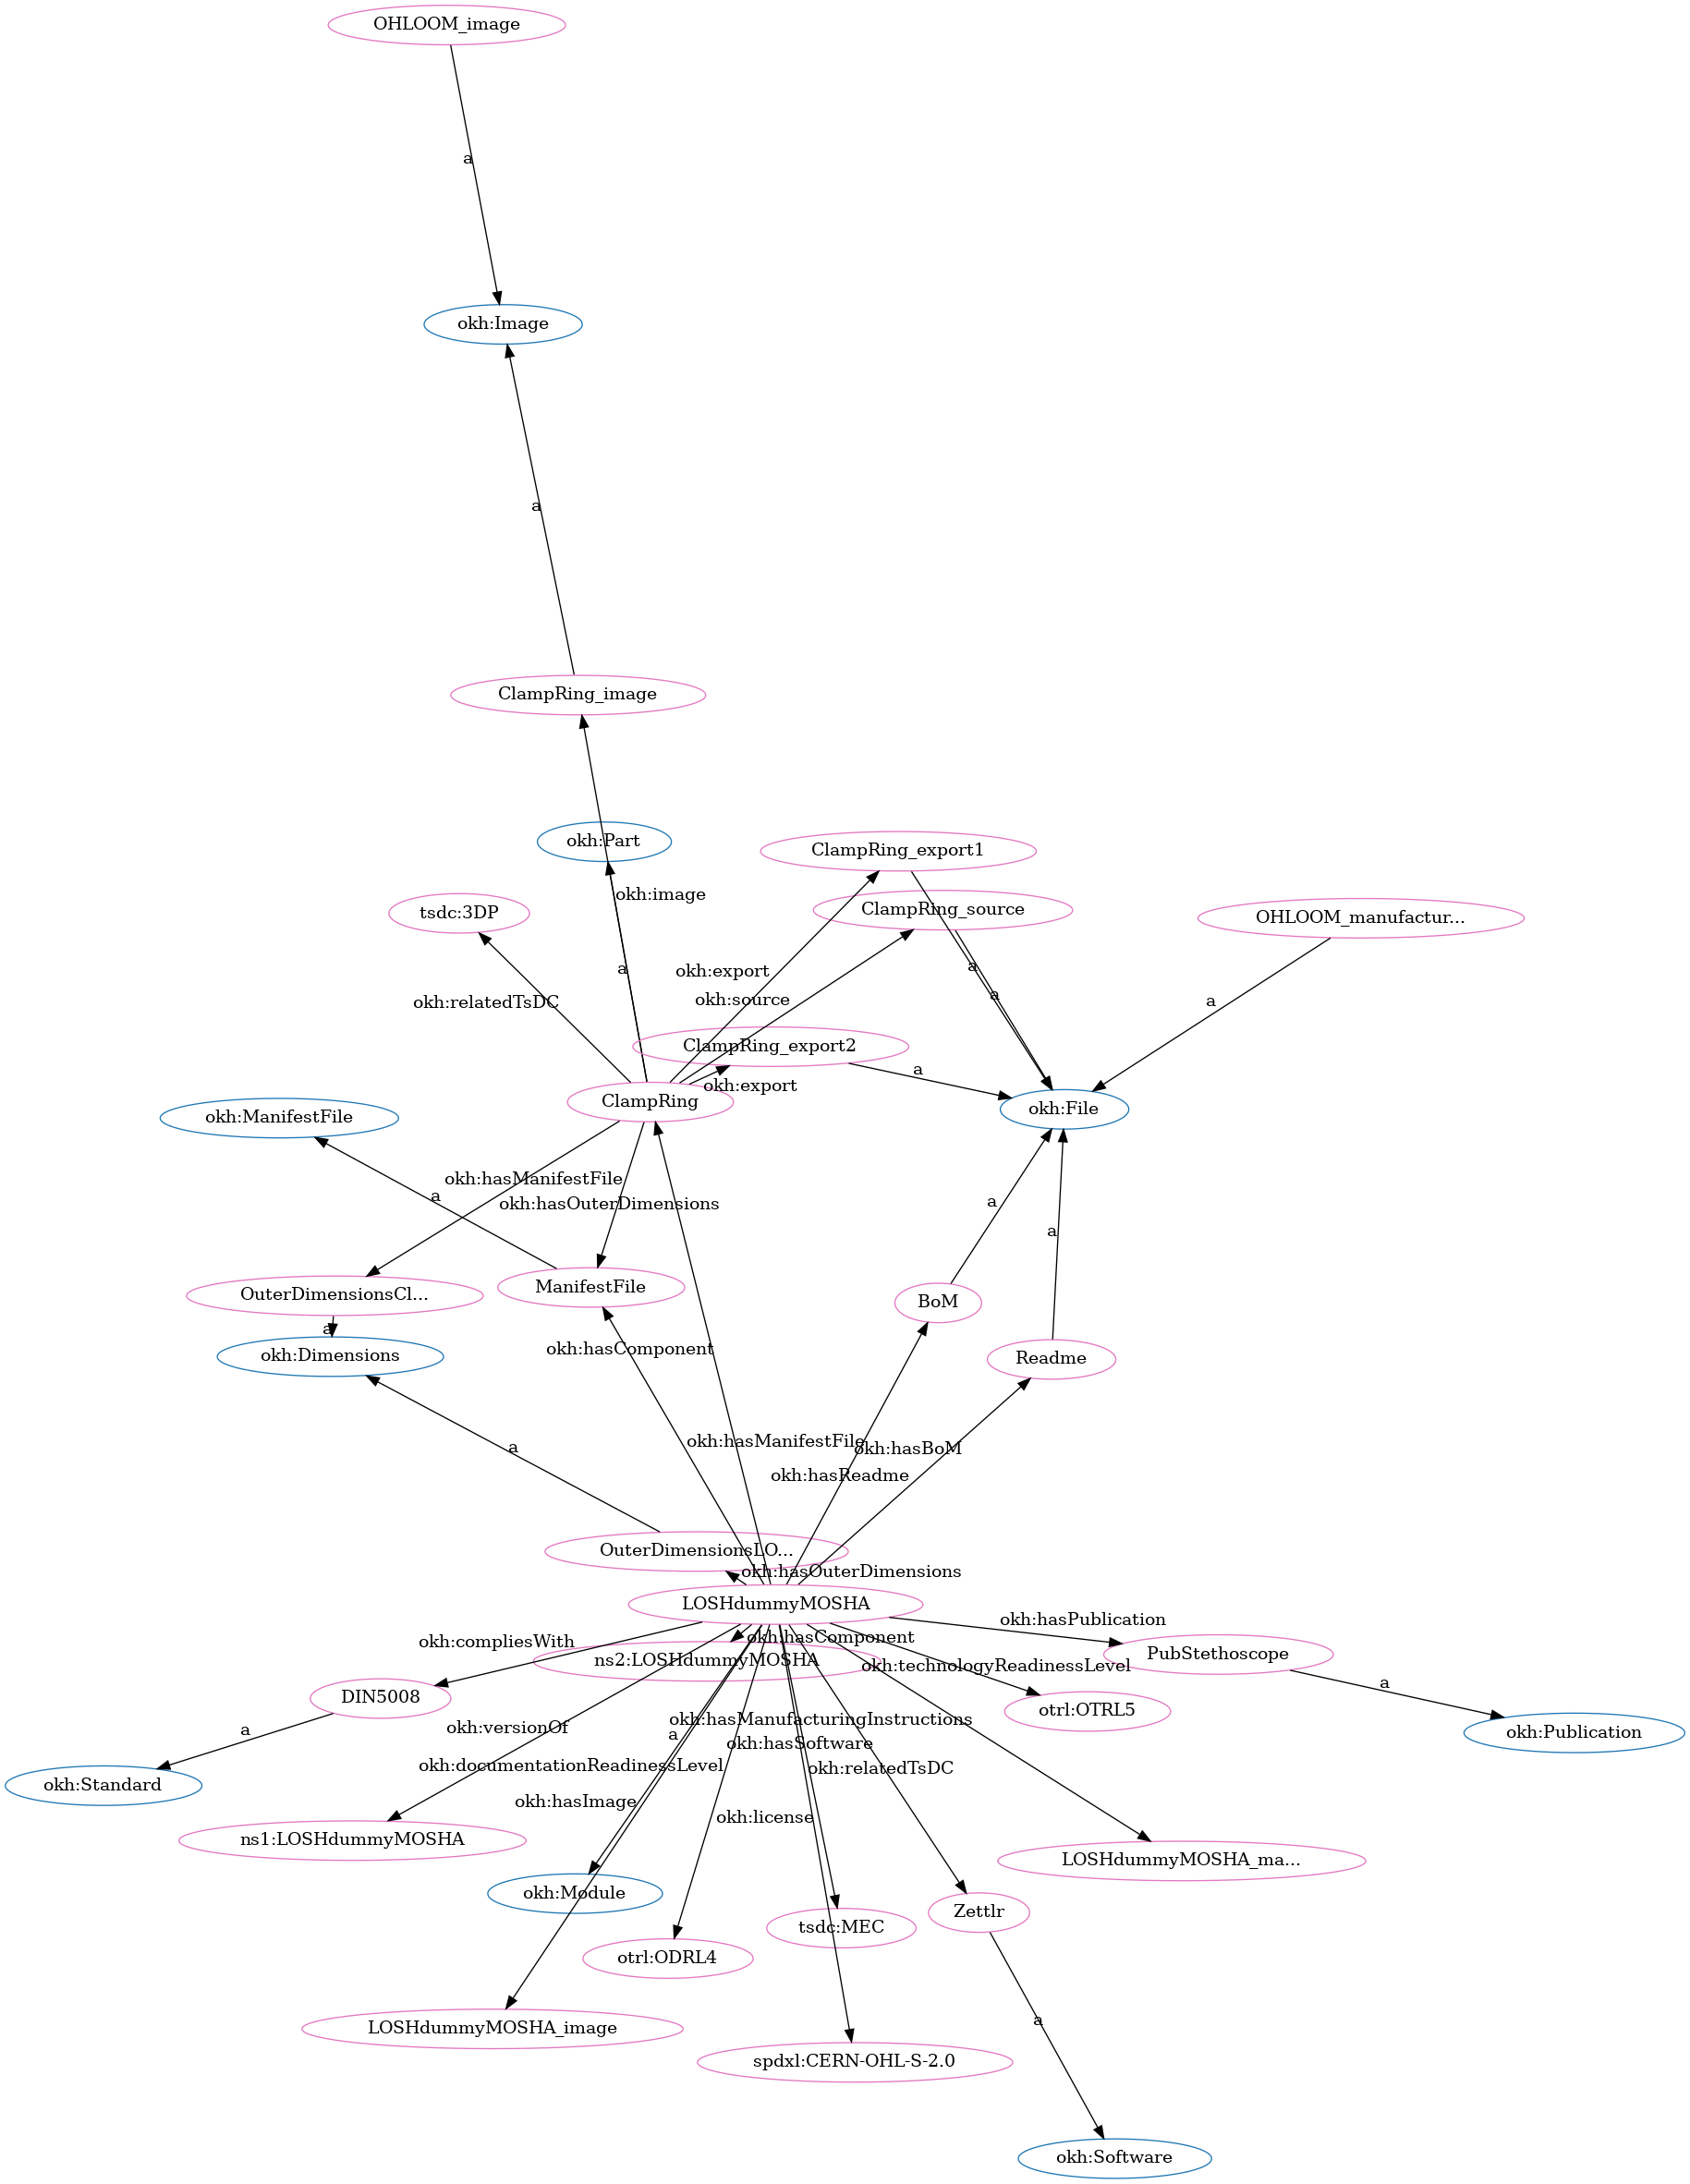 OHLOOM_image
a
okh:Image
a
ClampRing_image
okh:Part
ClampRing_export1
okh:image
tsdc:3DP
ClampRing_source
OHLOOM_manufactur...
a
a
okh:export
a
okh:relatedTsDC
okh:source
a
ClampRing_export2
a
okh:export
ClampRing
okh:File
okh:ManifestFile
okh:hasManifestFile
a
okh:hasOuterDimensions
a
a
OuterDimensionsCl...
ManifestFile
BoM
a
okh:Dimensions
okh:hasComponent
Readme
a
okh:hasManifestFile
okh:hasBoM
okh:hasReadme
OuterDimensionsLO...
okh:hasOuterDimensions
LOSHdummyMOSHA
okh:hasPublication
okh:compliesWith
okh:hasComponent
ns2:LOSHdummyMOSHA
okh:technologyReadinessLevel
PubStethoscope
DIN5008
a
otrl:OTRL5
a
okh:versionOf
okh:hasManufacturingInstructions
okh:Publication
a
okh:hasSoftware
okh:documentationReadinessLevel
okh:relatedTsDC
okh:Standard
okh:hasImage
okh:license
ns1:LOSHdummyMOSHA
LOSHdummyMOSHA_ma...
okh:Module
Zettlr
tsdc:MEC
otrl:ODRL4
LOSHdummyMOSHA_image
a
spdxl:CERN-OHL-S-2.0
okh:Software